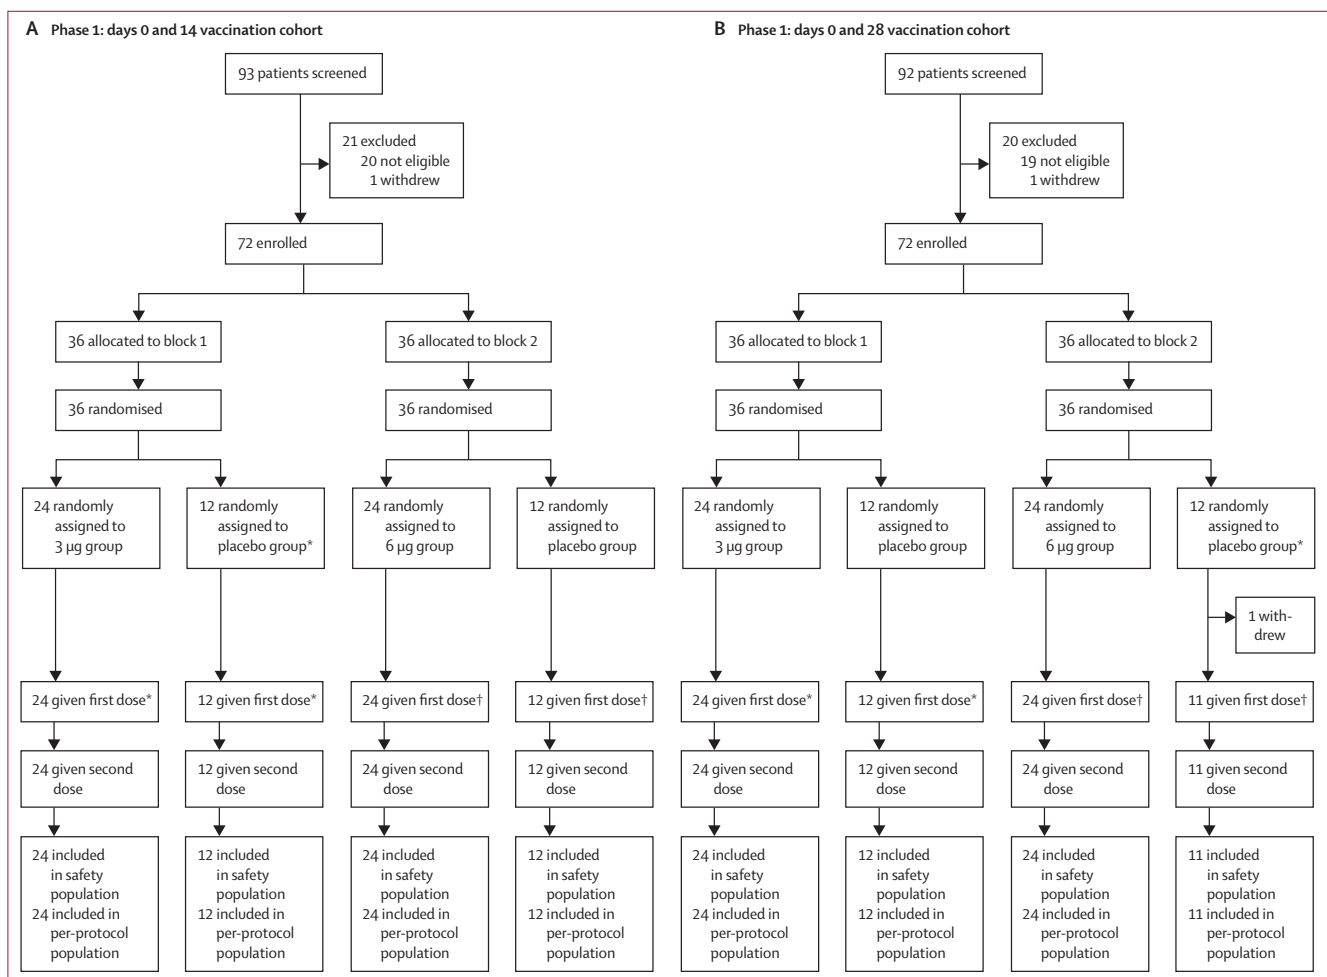 A Phase 1: days 0 and 14 vaccination cohort
93 patients screened
21 excluded
20 not eligible
1 withdrew
72 enrolled
36 allocated to block 1
36 allocated to block 2
36 randomised
36 randomised
24 randomly
assigned to
3 µg group
12 randomly
assigned to
placebo group*
24 randomly
assigned to
6 µg group
12 randomly
assigned to
placebo group
24 given first dose*
12 given first dose*
24 given first dose†
12 given first dose†
24 given second
dose
12 given second
dose
24 given second
dose
12 given second
dose
24 included
in safety
population
24 included in
per-protocol
population
12 included
in safety
population
12 included in
per-protocol
population
24 included
in safety
population
24 included in
per-protocol
population
12 included
in safety
population
12 included in
per-protocol
population
B Phase 1: days 0 and 28 vaccination cohort
92 patients screened
20 excluded
19 not eligible
1 withdrew
72 enrolled
36 allocated to block 1
36 allocated to block 2
36 randomised
36 randomised
24 randomly
assigned to
3 µg group
12 randomly
assigned to
placebo group
24 randomly
assigned to
6 µg group
12 randomly
assigned to
placebo group*
1 with-
drew
24 given first dose*
12 given first dose*
24 given first dose†
11 given first dose†
24 given second
dose
12 given second
dose
24 given second
dose
11 given second
dose
24 included
in safety
population
24 included in
per-protocol
population
12 included
in safety
population
12 included in
per-protocol
population
24 included
in safety
population
24 included in
per-protocol
population
11 included
in safety
population
11 included in
per-protocol
population